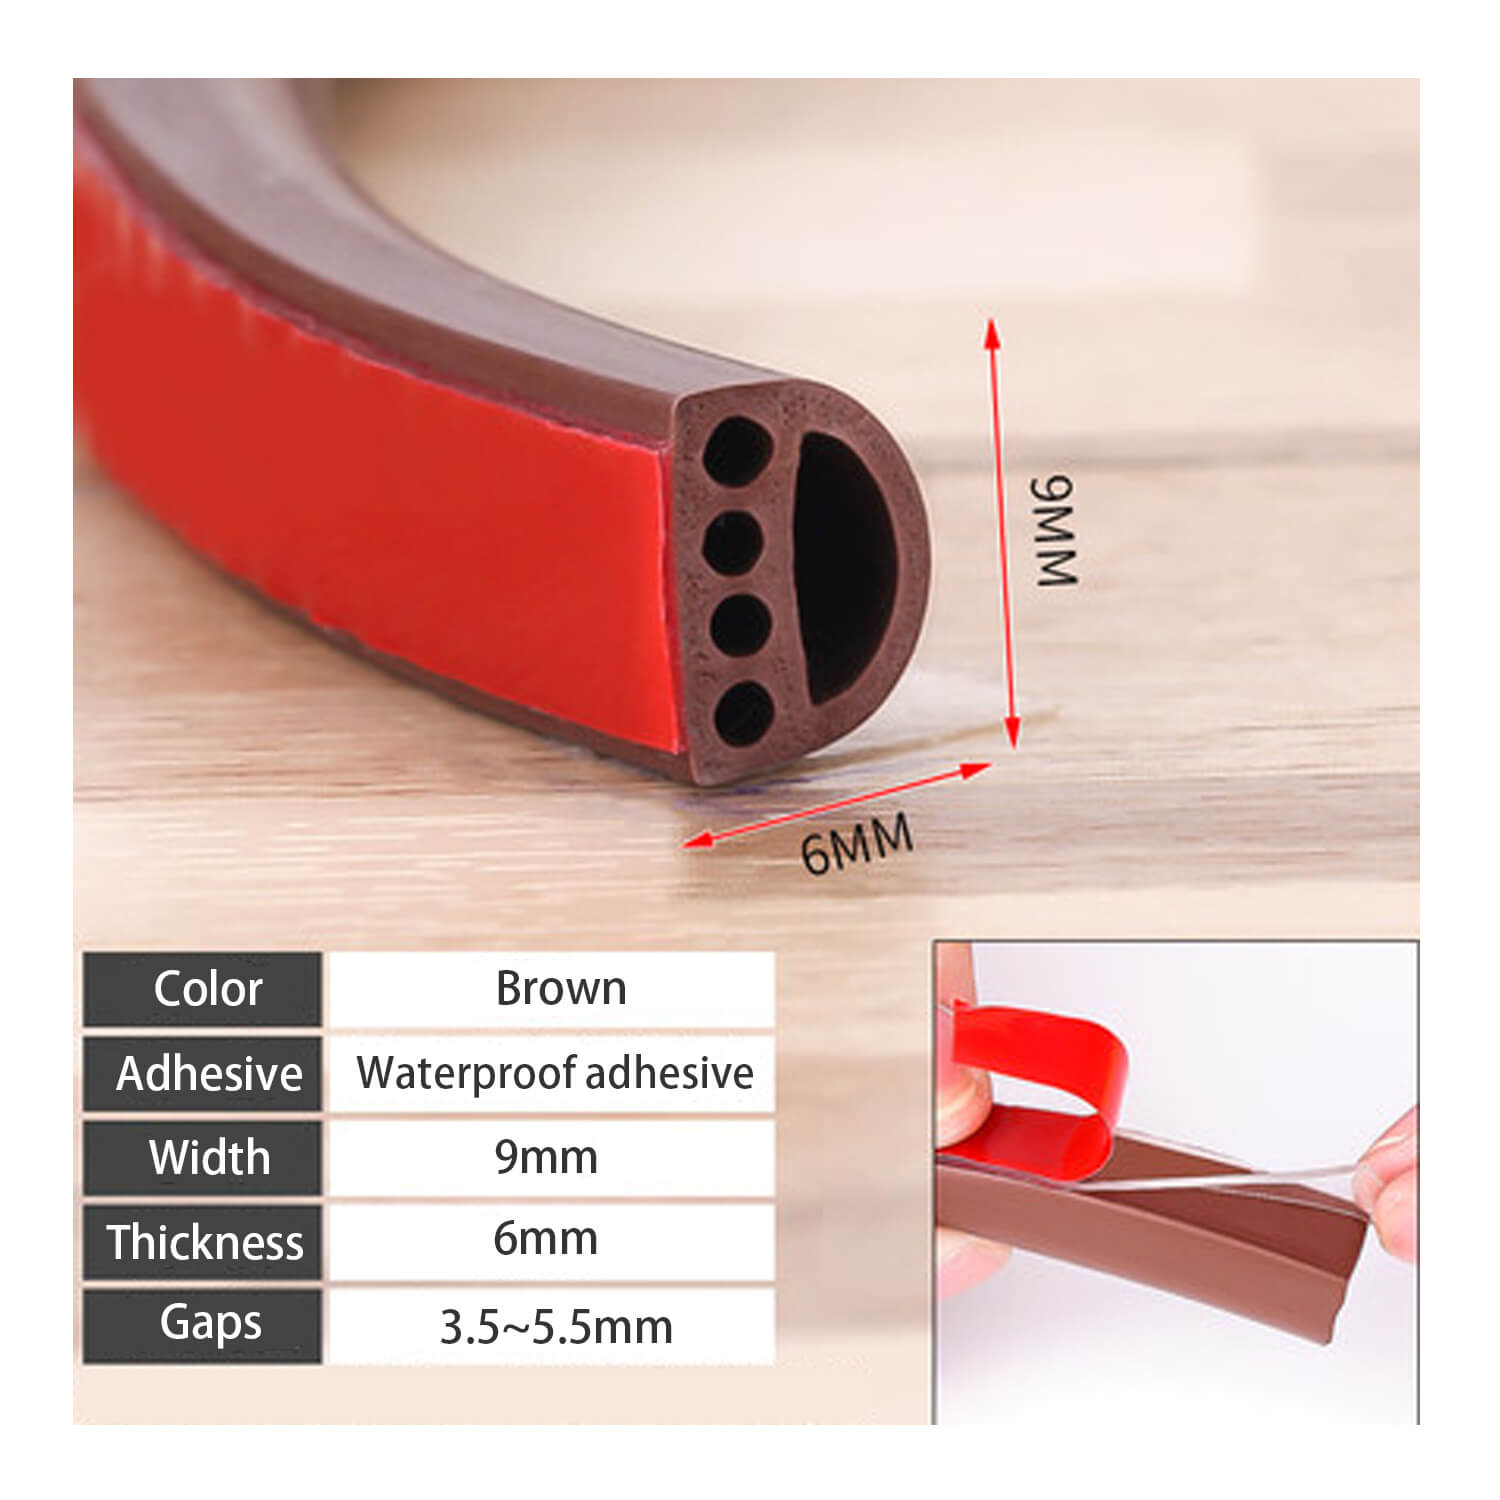 9MM
6MM
Color Brown
Adhesive Waterproof adhesive
Width 9mm
Thickness 6mm
Gaps 3.5~5.5mm